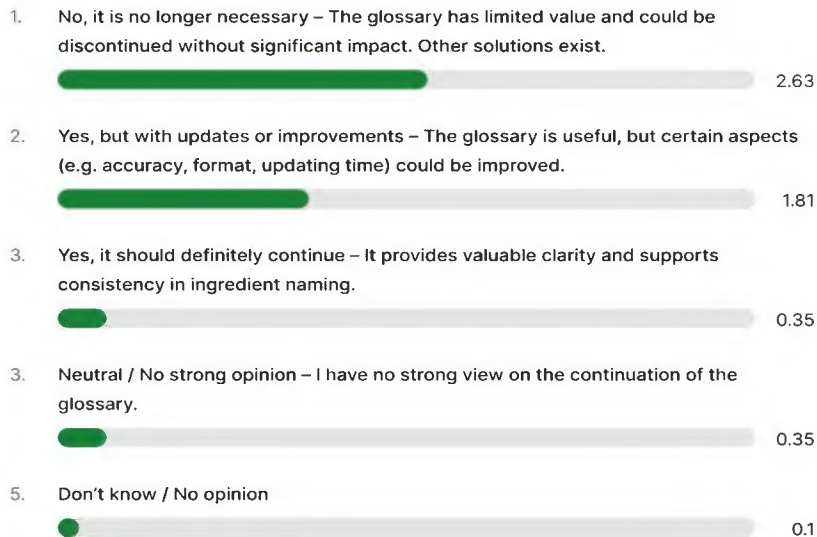 1. No, it is no longer necessary – The glossary has limited value and could be
discontinued without significant impact. Other solutions exist.
2.63
2. Yes, but with updates or improvements – The glossary is useful, but certain aspects
(e.g. accuracy, format, updating time) could be improved.
1.81
3. Yes, it should definitely continue – It provides valuable clarity and supports
consistency in ingredient naming.
0.35
3. Neutral / No strong opinion – I have no strong view on the continuation of the
glossary.
0.35
5. Don't know / No opinion
0.1